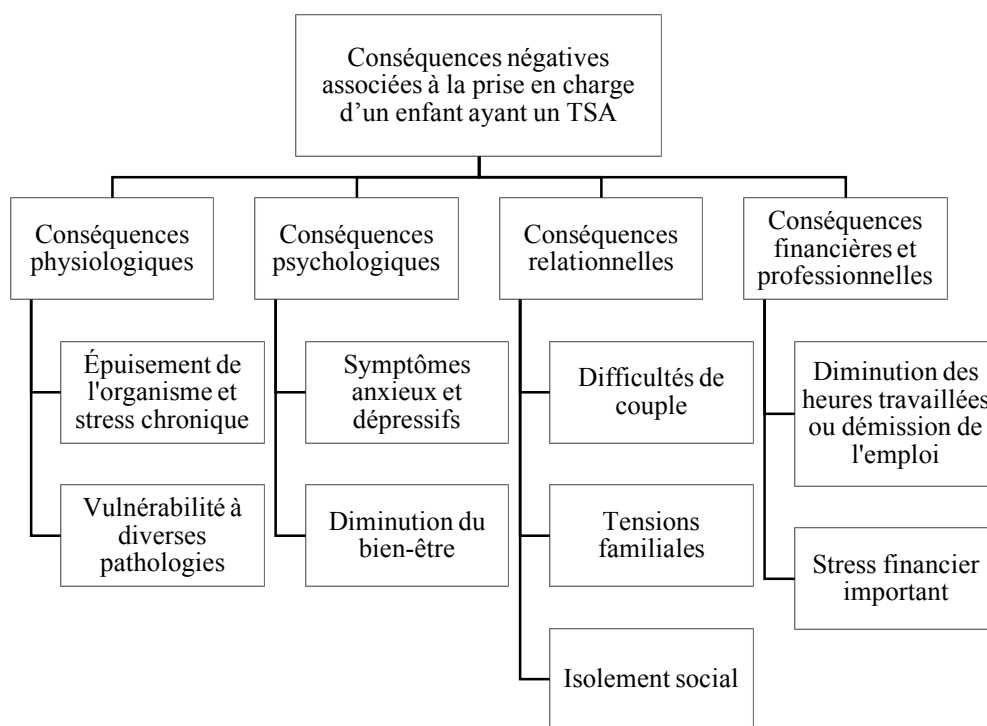 Conséquences négatives
associées à la prise en charge
d’un enfant ayant un TSA
Conséquences
physiologiques
Épuisement de
l'organisme et
stress chronique
Vulnérabilité à
diverses
pathologies
Conséquences
psychologiques
Symptômes
anxieux et
dépressifs
Diminution du
bien-être
Conséquences
relationnelles
Difficultés de
couple
Tensions
familiales
Isolement social
Conséquences
financières et
professionnelles
Diminution des
heures travaillées
ou démission de
l'emploi
Stress financier
important